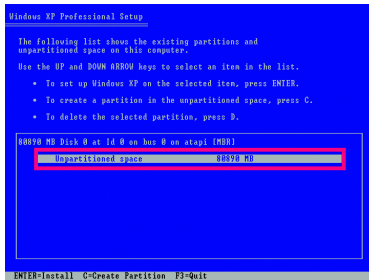 Windows XP Professional Setup
The following list shows the existing partitions and
unpartitioned space on this computer.
Use the UP and DOWN ARROW keys to select an item in the list.
• To set up Windows XP on the selected item, press ENTER.
• To create a partition in the unpartitioned space, press C.
• To delete the selected partition, press D.
80890 MB Disk 0 at Id 0 on bus 0 on atapi [MBR]
Unpartitioned space 80890 MB
ENTER=Install C=Create Partition F3=Quit